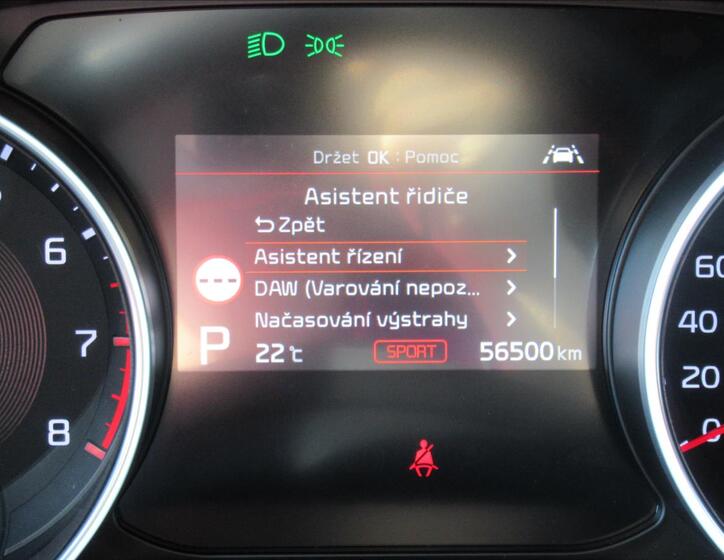 Držet OK : Pomoc
Asistent řidiče
Zpět
Asistent řízení
DAW (Varování nepoz...
Načasování výstrahy
---
P
22 °c
SPORT
56500 km
6
7
8
60
40
20
0